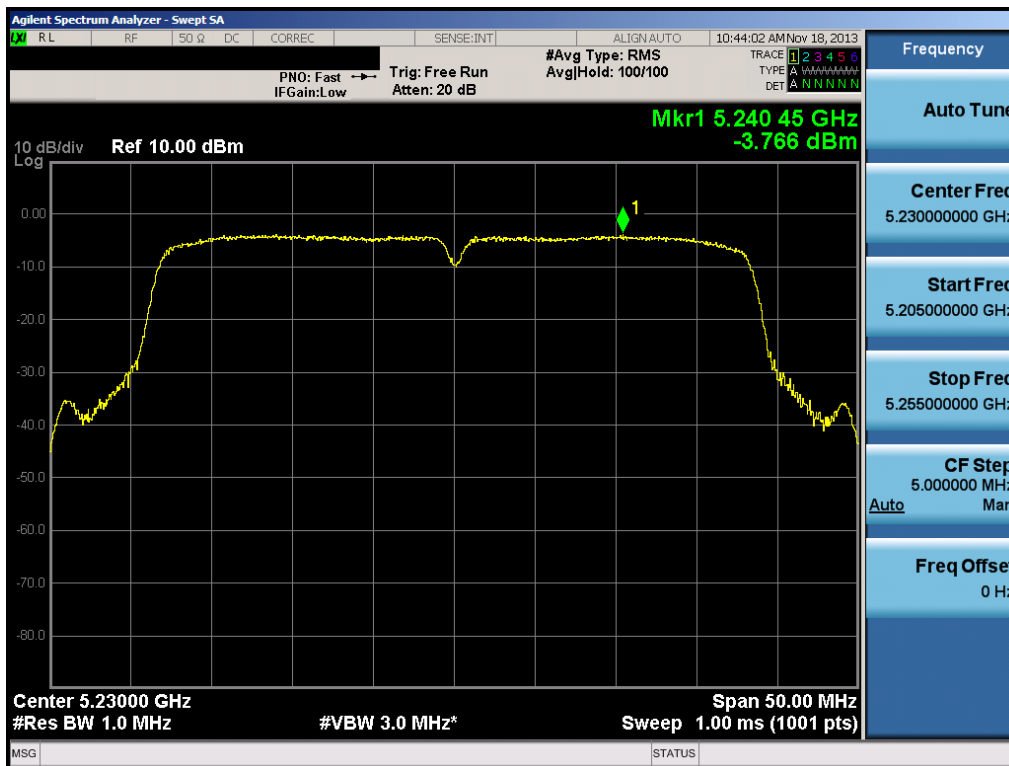 Agilent Spectrum Analyzer - Swept SA
LXI RL RF 50 Ω DC CORREC SENSE:INT ALIGN AUTO 10:44:02 AM Nov 18, 2013
PNO: Fast
IFGain:Low
Trig: Free Run
Atten: 20 dB
#Avg Type: RMS
Avg|Hold: 100/100
TRACE 1 2 3 4 5 6
TYPE A WWWWW
DET A N N N N N
Mkr1 5.240 45 GHz
-3.766 dBm
10 dB/div Ref 10.00 dBm
Log
1
0.00
-10.0
-20.0
-30.0
-40.0
-50.0
-60.0
-70.0
-80.0
Center 5.23000 GHz Span 50.00 MHz
#Res BW 1.0 MHz #VBW 3.0 MHz* Sweep 1.00 ms (1001 pts)
MSG STATUS
Frequency
Auto Tune
Center Freq
5.230000000 GHz
Start Freq
5.205000000 GHz
Stop Freq
5.255000000 GHz
CF Step
5.000000 MHz
Auto Man
Freq Offset
0 Hz